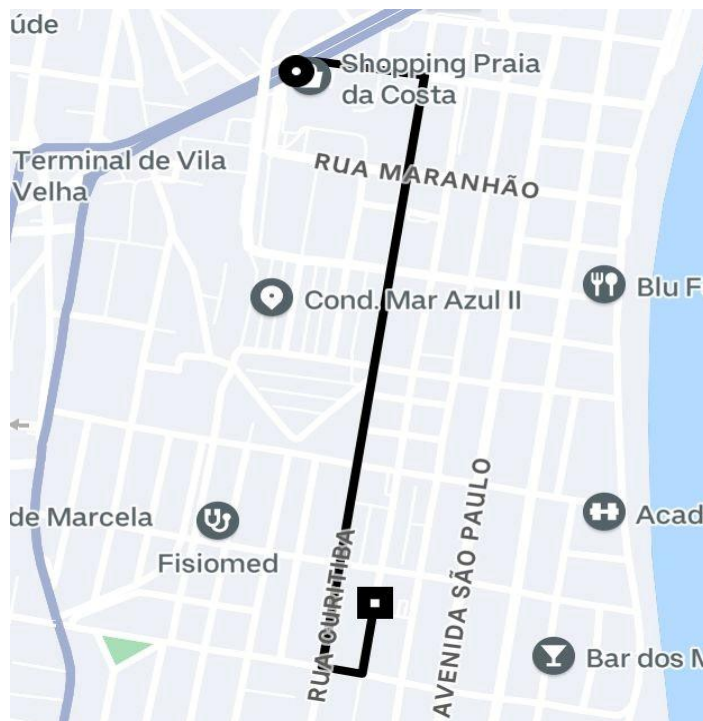 úde
Shopping Praia
da Costa
Terminal de Vila
Velha
RUA MARANHÃO
Blu F
Cond. Mar Azul II
de Marcela
Acad
Fisiomed
RUA CURITIBA
AVENIDA SÃO PAULO
Bar dos M